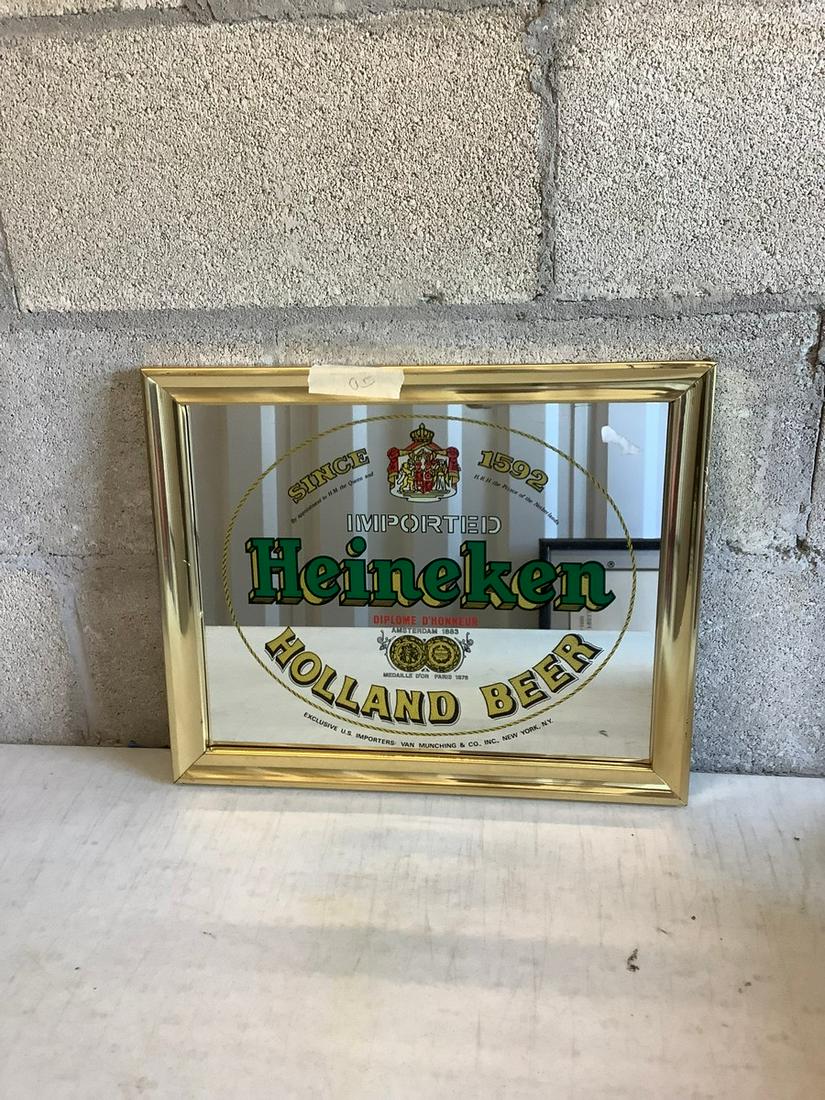 SINCE 1592
By appointment to H.M. the Queen and H.R.H. the Prince of the Netherlands
IMPORTED
Heineken®
DIPLOME D'HONNEUR
AMSTERDAM 1883
MEDAILLE D'OR PARIS 1875
HOLLAND BEER
EXCLUSIVE U.S. IMPORTERS: VAN MUNCHING & CO. INC. NEW YORK, N.Y.